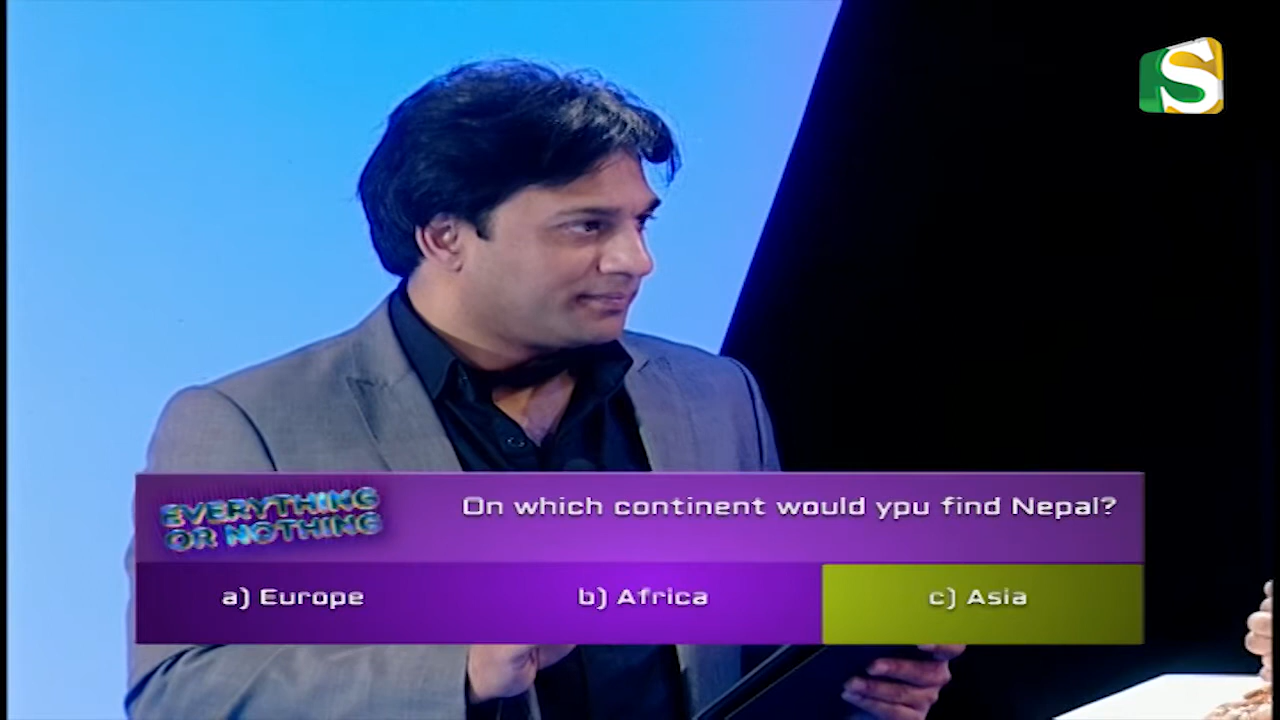 S
EVERYTHING
OR NOTHING
On which continent would ypu find Nepal?
a) Europe
b) Africa
c) Asia